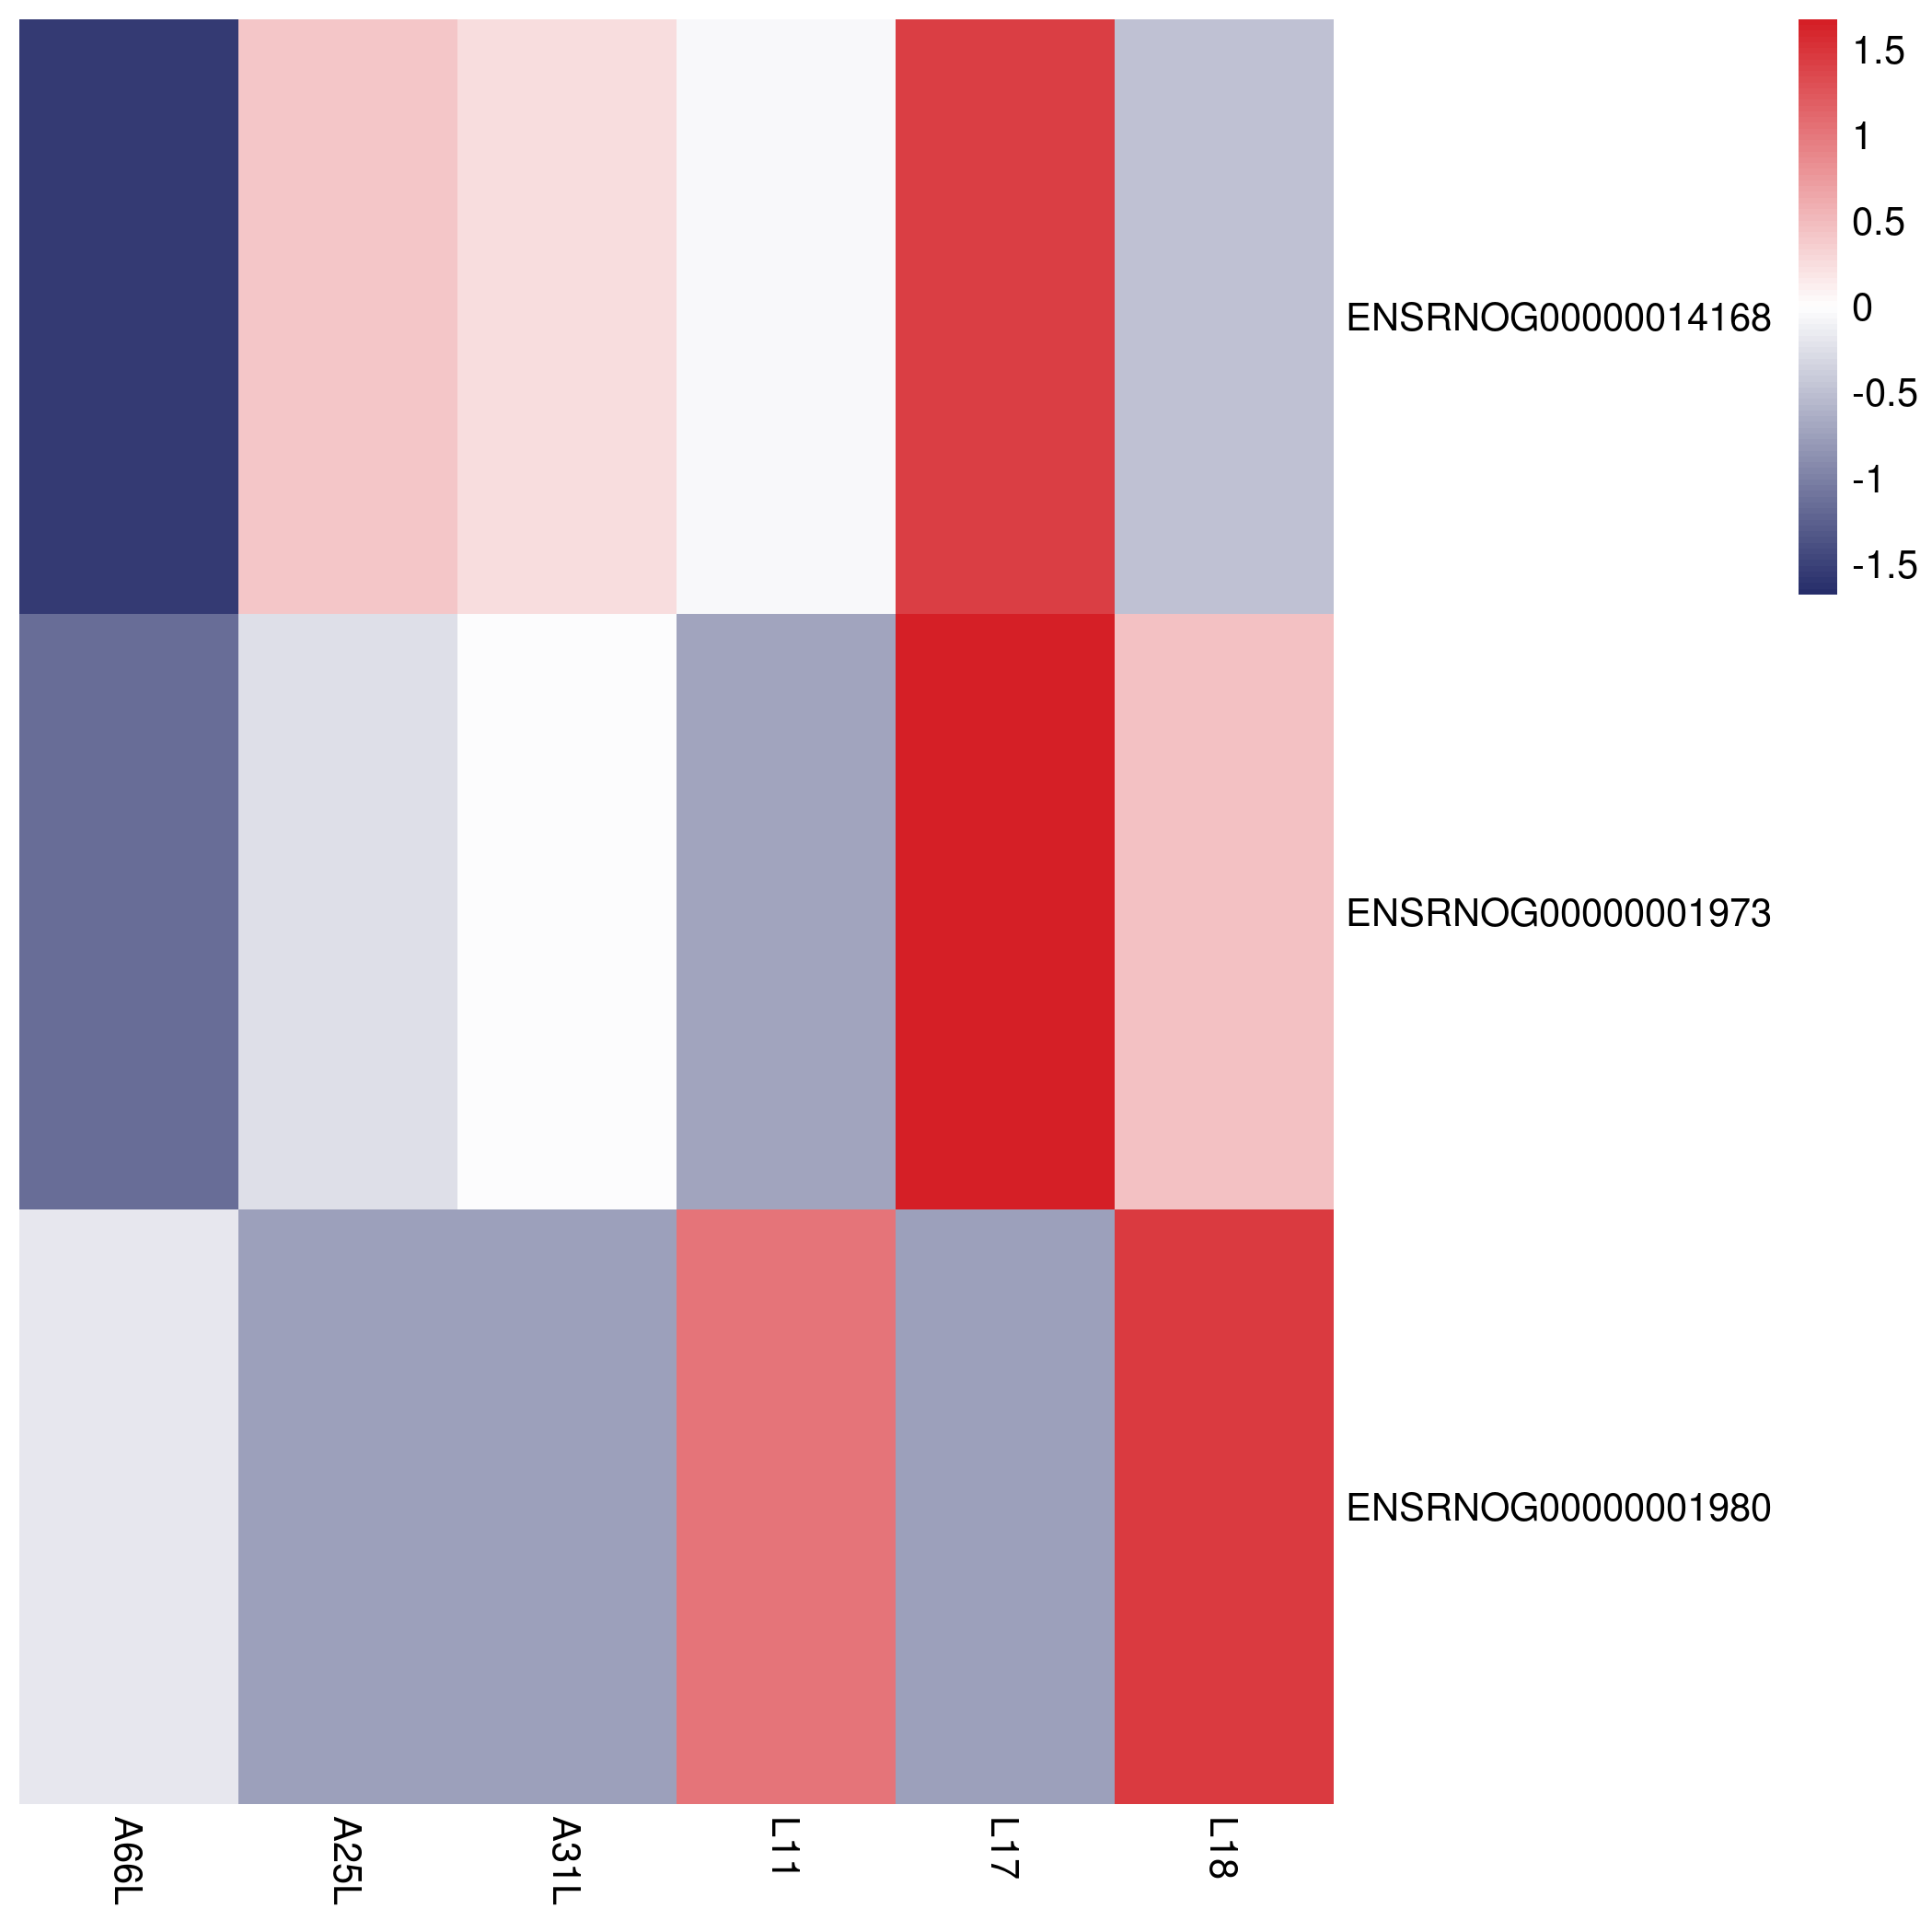 1.5
1
0.5
0
-0.5
-1
-1.5
ENSRNOG00000014168
ENSRNOG00000001973
ENSRNOG00000001980
A66L
A25L
A31L
L11
L17
L18